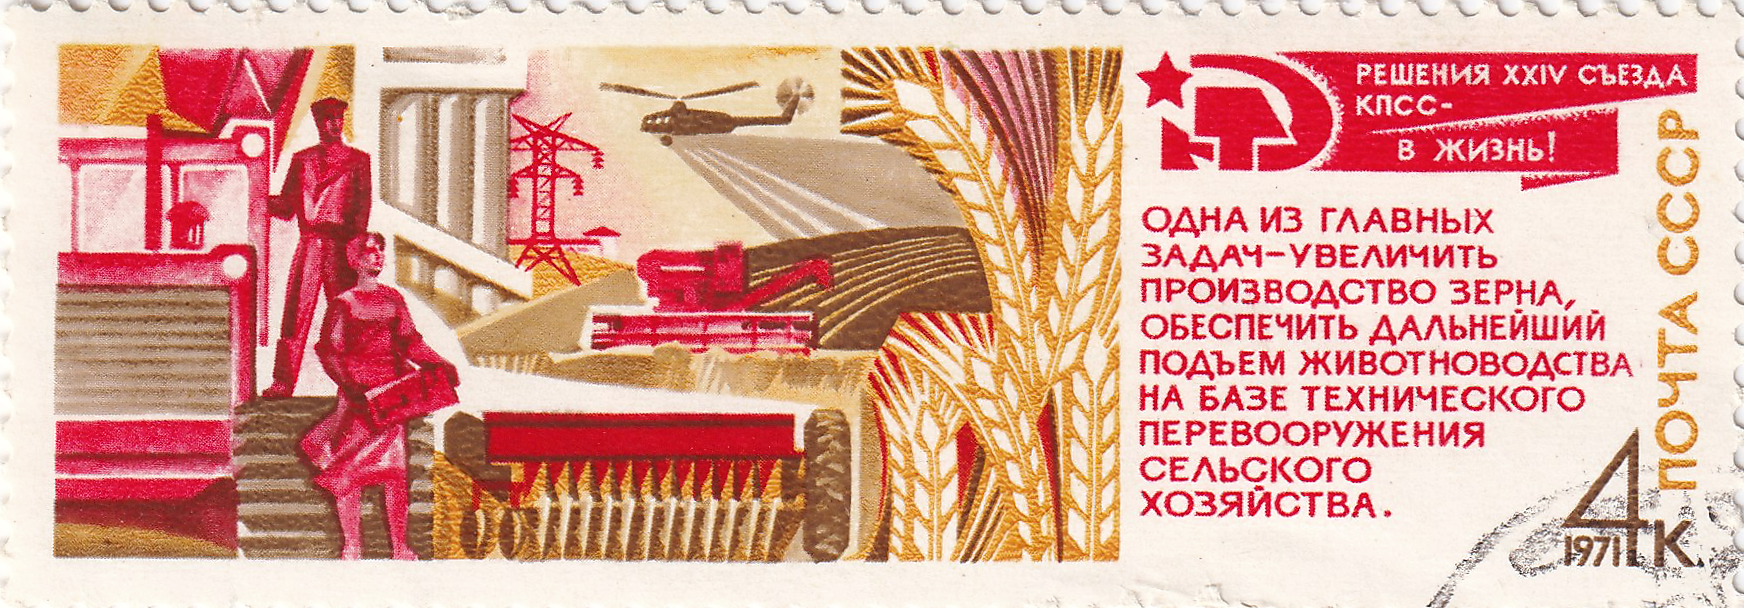 РЕШЕНИЯ XXIV СЪЕЗДА
КПСС-
В ЖИЗНЬ!
ОДНА ИЗ ГЛАВНЫХ
ЗАДАЧ-УВЕЛИЧИТЬ
ПРОИЗВОДСТВО ЗЕРНА,
ОБЕСПЕЧИТЬ ДАЛЬНЕЙШИЙ
ПОДЪЕМ ЖИВОТНОВОДСТВА
НА БАЗЕ ТЕХНИЧЕСКОГО
ПЕРЕВООРУЖЕНИЯ
СЕЛЬСКОГО
ХОЗЯЙСТВА.
ПОЧТА СССР
4К.
1971